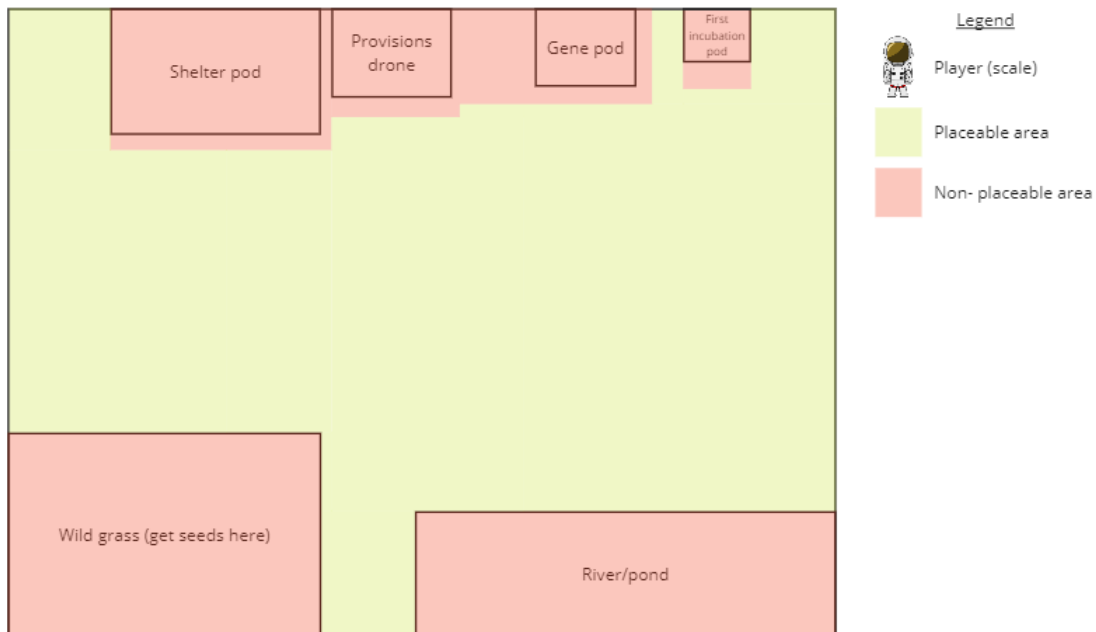 Legend
Player (scale)
Placeable area
Non- placeable area
Shelter pod
Provisions
drone
Gene pod
First
incubation
pod
Wild grass (get seeds here)
River/pond